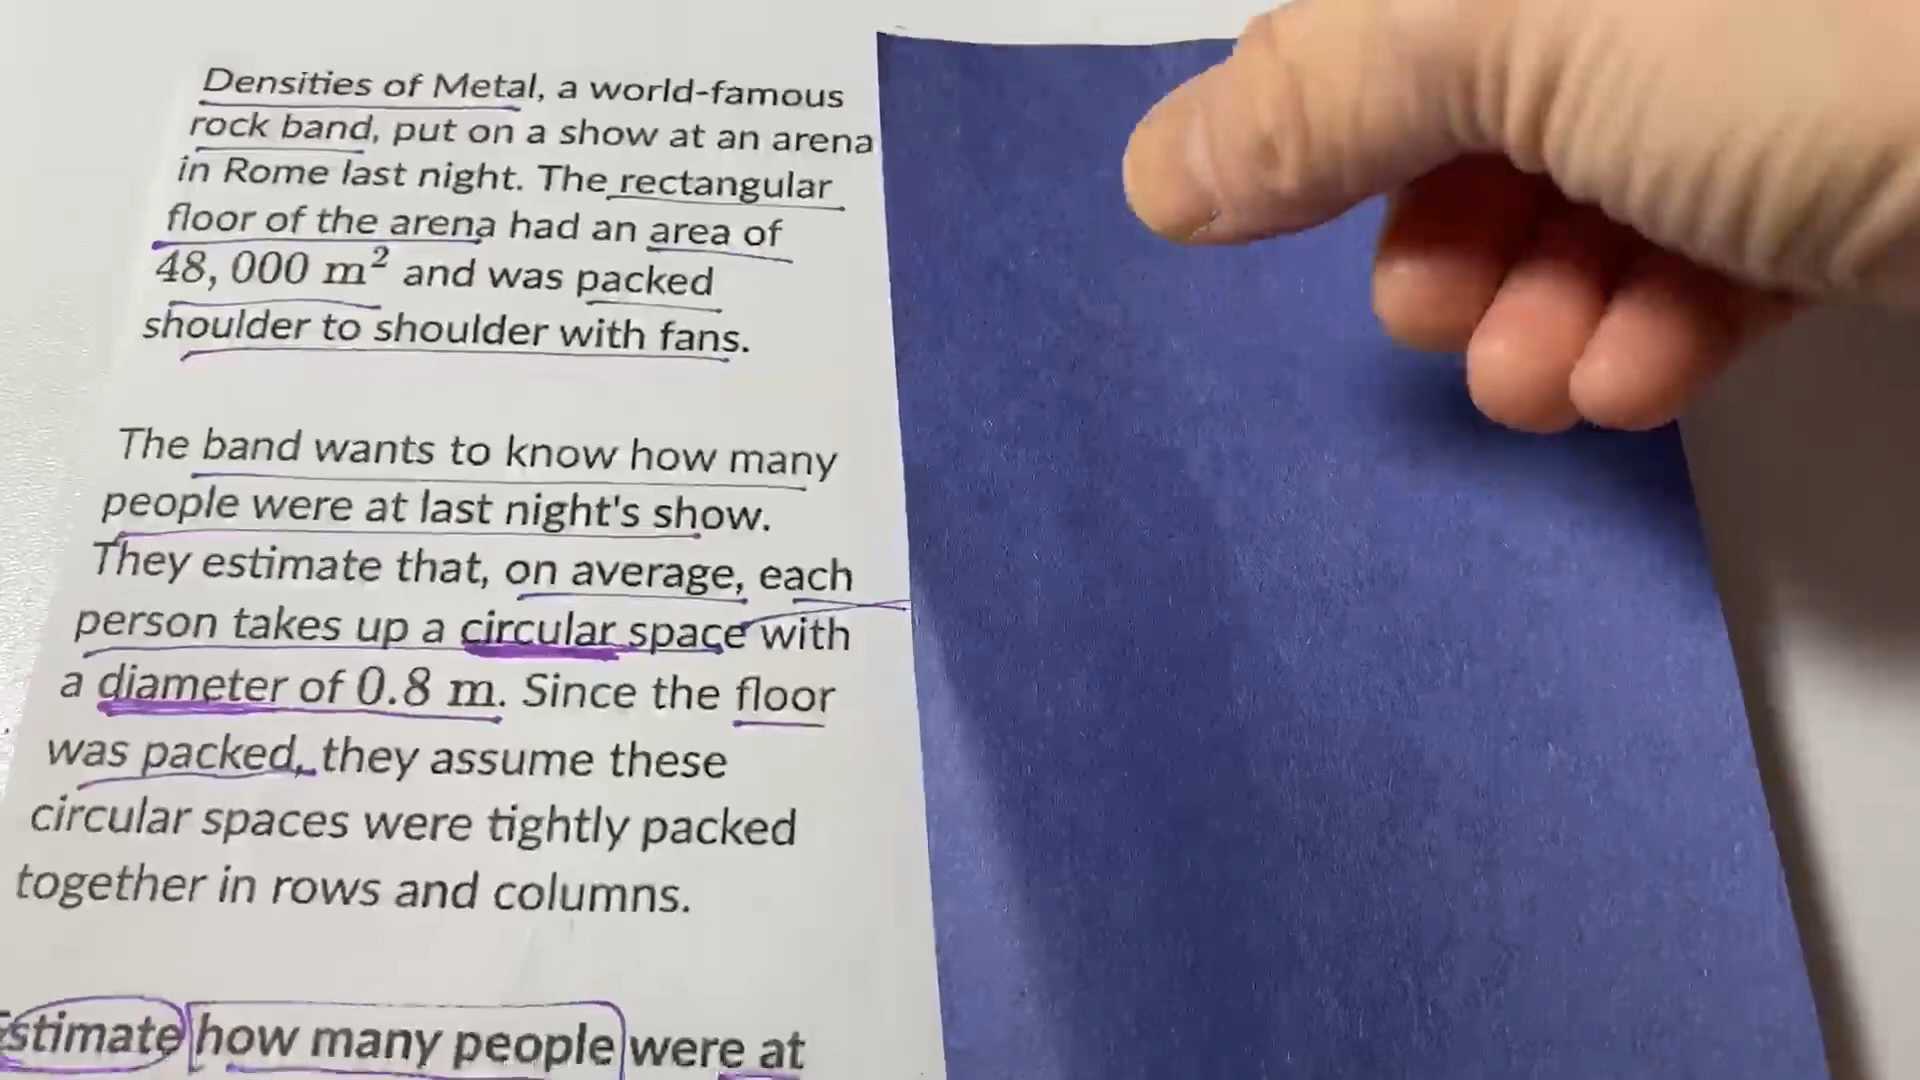 Densities of Metal, a world-famous
rock band, put on a show at an arena
in Rome last night. The rectangular
floor of the arena had an area of
48, 000 m² and was packed
shoulder to shoulder with fans.
The band wants to know how many
people were at last night's show.
They estimate that, on average, each
person takes up a circular space with
a diameter of 0.8 m. Since the floor
was packed, they assume these
circular spaces were tightly packed
together in rows and columns.
Estimate how many people were at